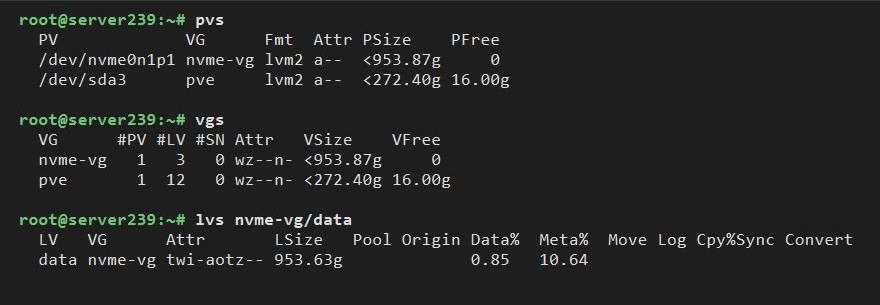 root@server239:~# pvs
PV VG Fmt Attr PSize PFree
/dev/nvme0n1p1 nvme-vg lvm2 a-- <953.87g 0
/dev/sda3 pve lvm2 a-- <272.40g 16.00g
root@server239:~# vgs
VG #PV #LV #SN Attr VSize VFree
nvme-vg 1 3 0 wz--n- <953.87g 0
pve 1 12 0 wz--n- <272.40g 16.00g
root@server239:~# lvs nvme-vg/data
LV VG Attr LSize Pool Origin Data% Meta% Move Log Cpy%Sync Convert
data nvme-vg twi-aotz-- 953.63g 0.85 10.64